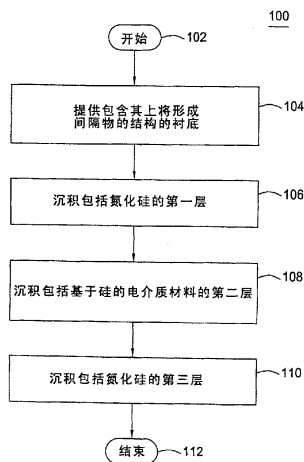 100
开始
102
提供包含其上将形成
间隔物的结构的衬底
104
沉积包括氮化硅的第一层
106
沉积包括基于硅的电介质材料的第二层
108
沉积包括氮化硅的第三层
110
结束
112